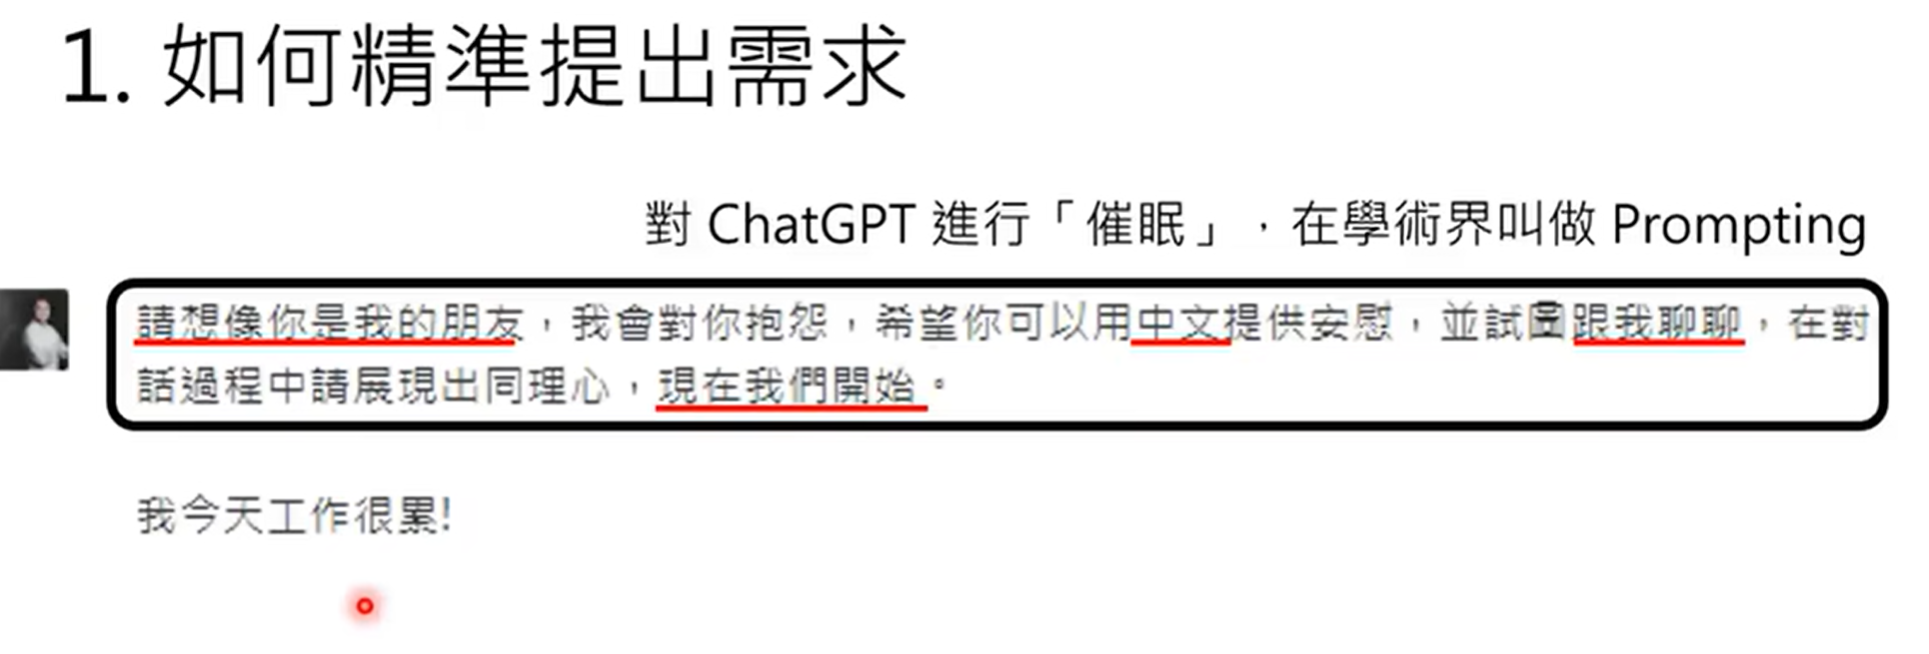 1. 如何精準提出需求
對 ChatGPT 進行「催眠」，在學術界叫做 Prompting
請想像你是我的朋友，我會對你抱怨，希望你可以用中文提供安慰，並試圖跟我聊聊，在對
話過程中請展現出同理心，現在我們開始。
我今天工作很累!